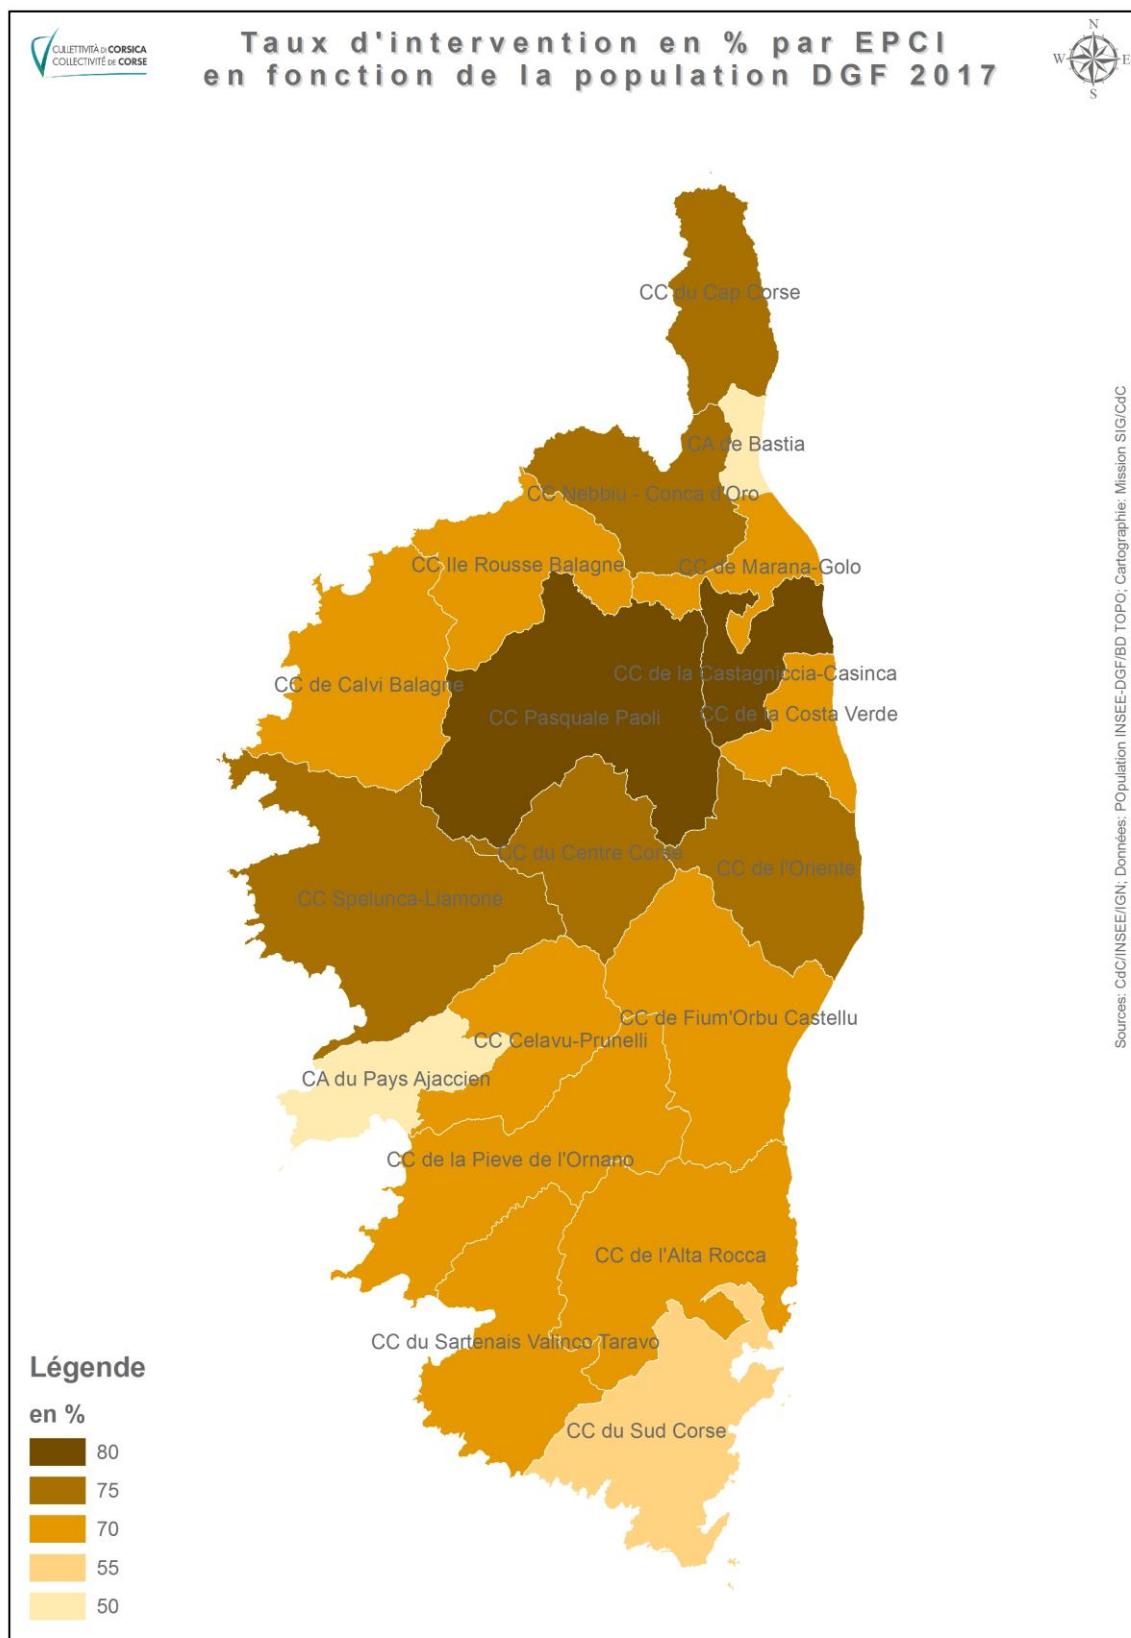 CULLETTIVITÀ DI CORSICA
COLLECTIVITÉ DE CORSE
Taux d'intervention en % par EPCI
en fonction de la population DGF 2017
N
W
E
S
CC du Cap Corse
CA de Bastia
CC Nebbiu - Conca d'Oro
CC Ile Rousse Balagne
CC de Marana-Golo
CC de la Castagniccia-Casinca
CC de Calvi Balagne
CC Pasquale Paoli
CC de la Costa Verde
CC du Centre Corse
CC de l'Oriente
CC Spelunca-Liamone
CC de Fium'Orbu Castellu
CC Celavu-Prunelli
CA du Pays Ajaccien
CC de la Pieve de l'Ornano
CC de l'Alta Rocca
CC du Sartenais Valinco Taravo
CC du Sud Corse
Légende
en %
80
75
70
55
50
Sources: CdC/INSEE/IGN; Données: POpulation INSEE-DGF/BD TOPO; Cartographie: Mission SIG/CdC